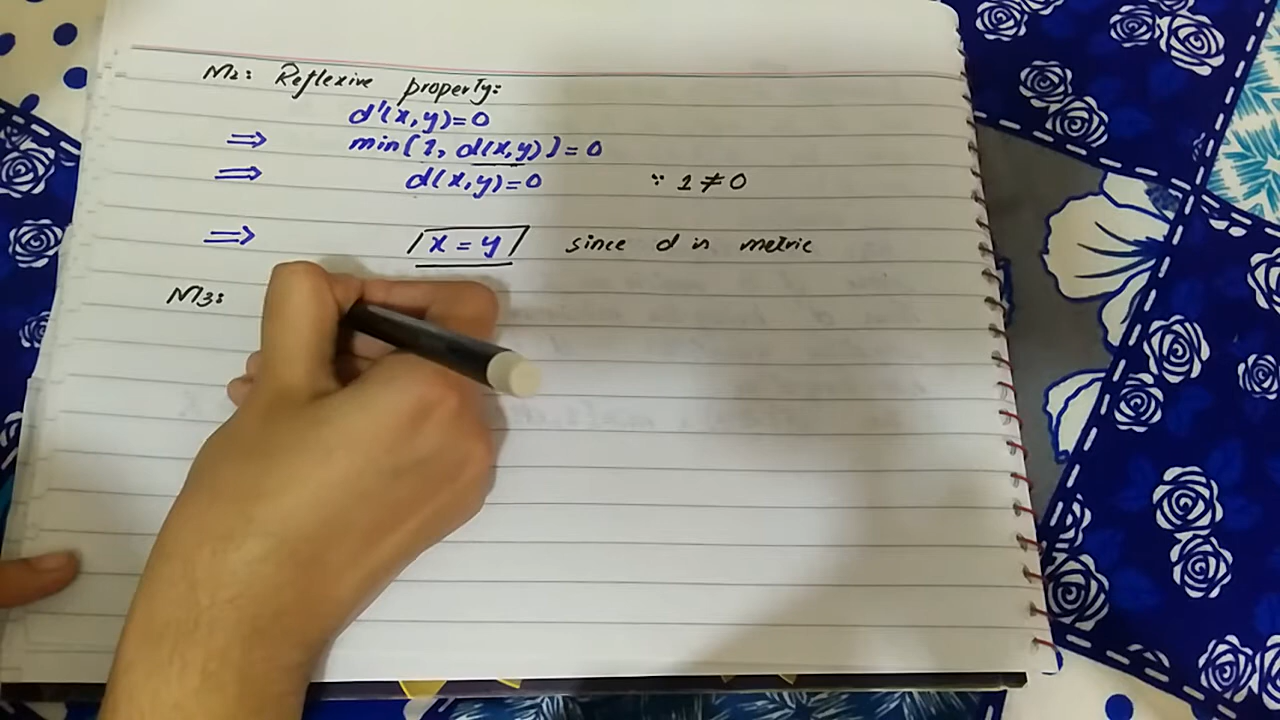 M2: Reflexive property:
d'(x,y)=0
⇒ min[1, d(x,y)]=0
⇒ d(x,y)=0 ∵ 1≠0
⇒ x = y since d is metric
M3: